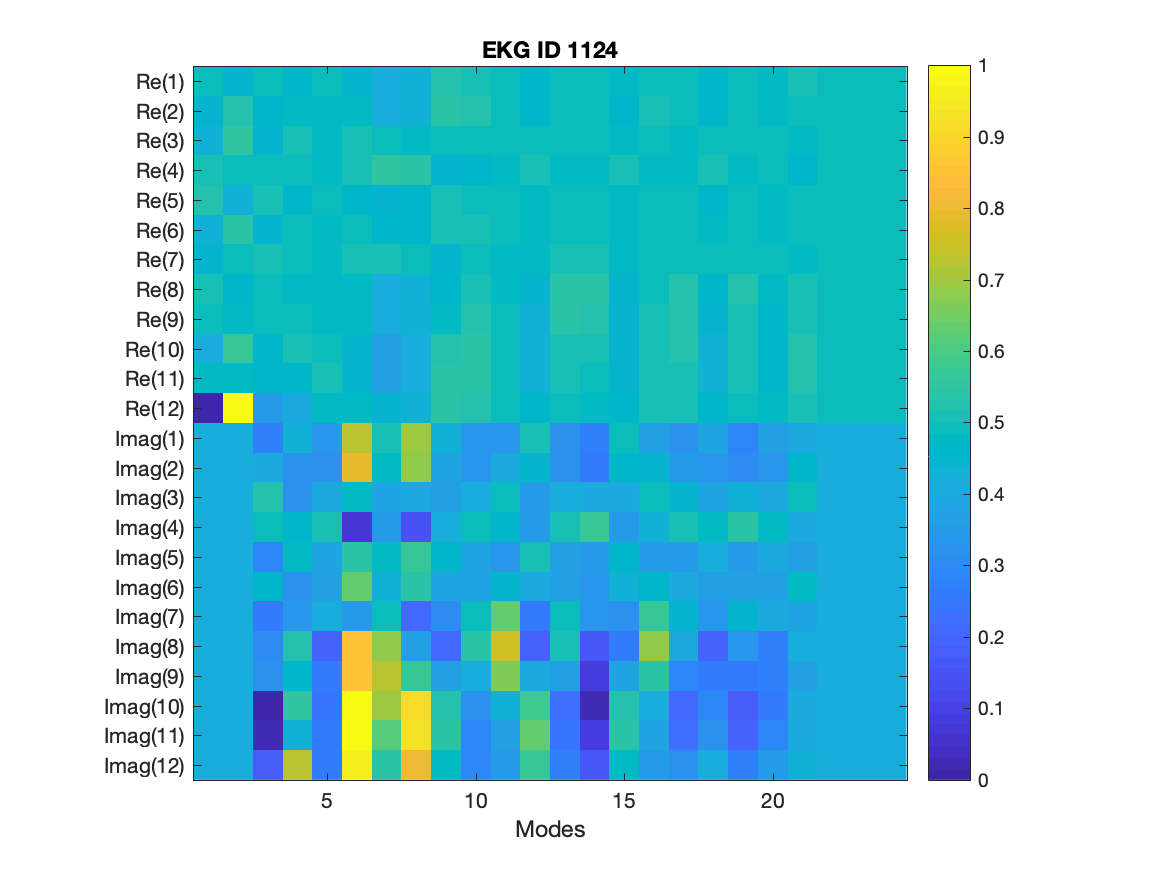 EKG ID 1124
Re(1)
Re(2)
Re(3)
Re(4)
Re(5)
Re(6)
Re(7)
Re(8)
Re(9)
Re(10)
Re(11)
Re(12)
Imag(1)
Imag(2)
Imag(3)
Imag(4)
Imag(5)
Imag(6)
Imag(7)
Imag(8)
Imag(9)
Imag(10)
Imag(11)
Imag(12)
5 10 15 20
Modes
1
0.9
0.8
0.7
0.6
0.5
0.4
0.3
0.2
0.1
0